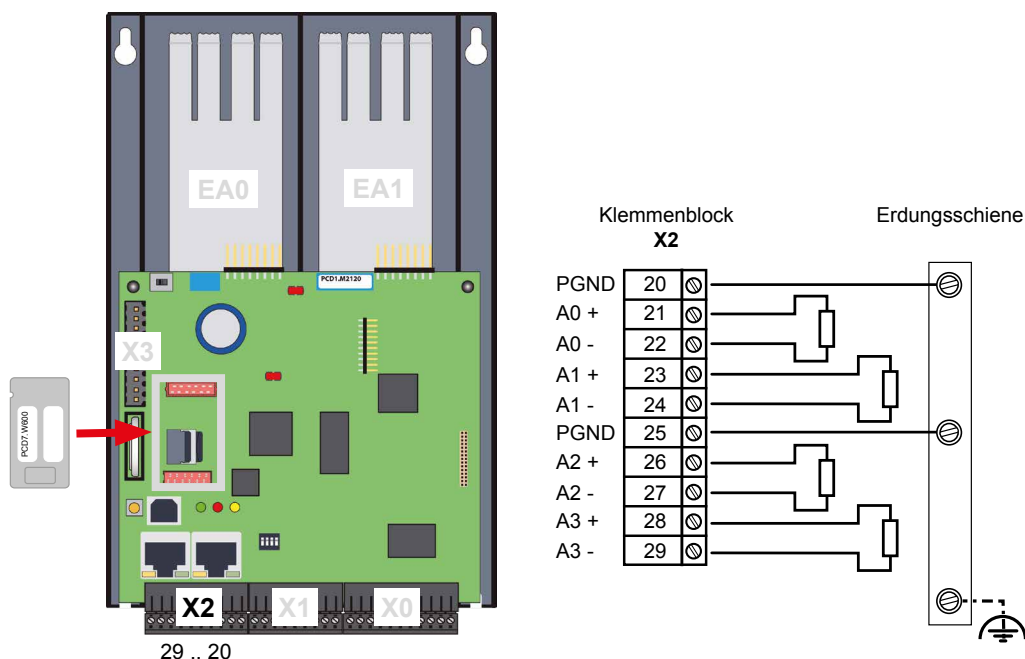 EA0
EA1
PCD1.M2120
X3
PCD7.W600
X2
X1
X0
29 .. 20
Klemmenblock
X2
Erdungsschiene
PGND 20
A0 + 21
A0 - 22
A1 + 23
A1 - 24
PGND 25
A2 + 26
A2 - 27
A3 + 28
A3 - 29